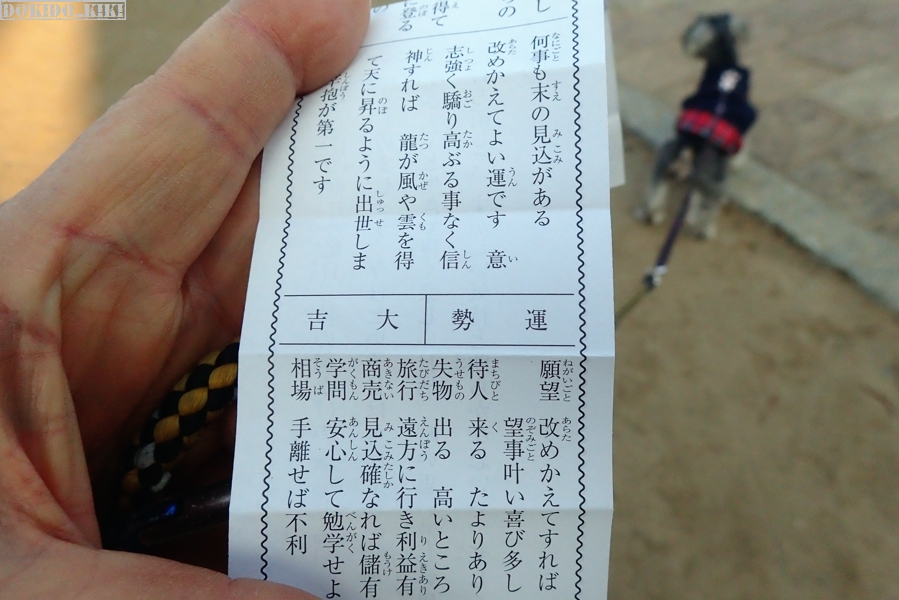 DOKIDO_KIKI
何事も末の見込がある
改めかえてよい運です 意
志強く驕り高ぶる事なく信
神すれば 龍が風や雲を得
て天に昇るように出世しま
抱が第一です
運勢 大吉
願望 改めかえてすれば
望事叶い喜び多し
待人 来る たよりあり
失物 出る 高いところ
旅行 遠方に行き利益有
商売 見込確なれば儲有
学問 安心して勉学せよ
相場 手離せば不利